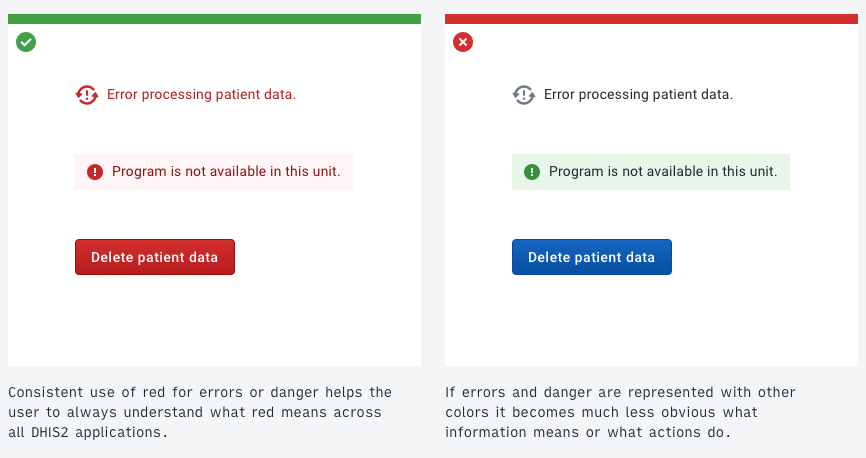 Error processing patient data.
Program is not available in this unit.
Delete patient data
Consistent use of red for errors or danger helps the
user to always understand what red means across
all DHIS2 applications.
Error processing patient data.
Program is not available in this unit.
Delete patient data
If errors and danger are represented with other
colors it becomes much less obvious what
information means or what actions do.